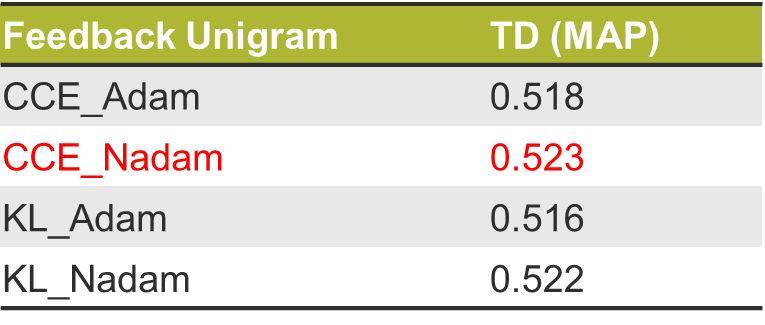 Feedback Unigram TD (MAP)
CCE_Adam 0.518
CCE_Nadam 0.523
KL_Adam 0.516
KL_Nadam 0.522